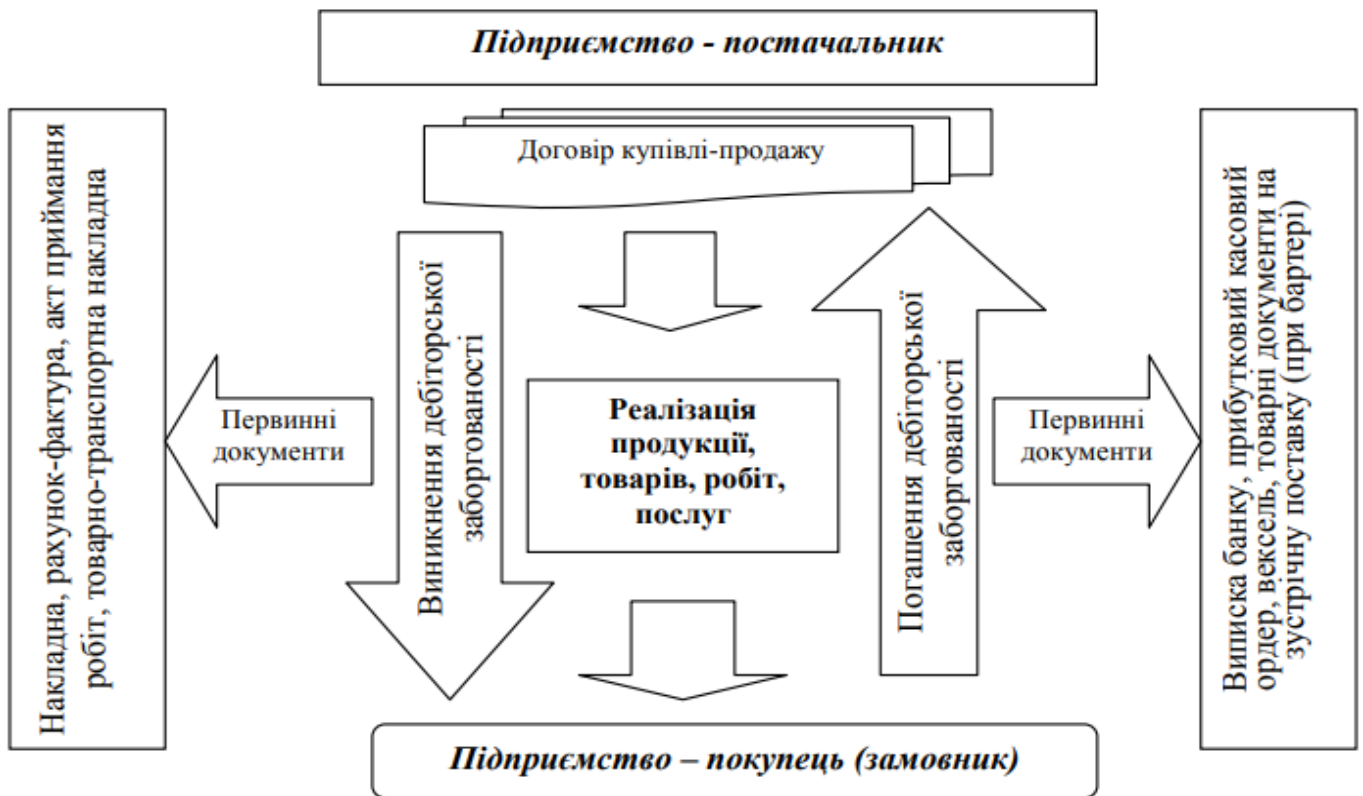 Підприємство - постачальник
Договір купівлі-продажу
Накладна, рахунок-фактура, акт приймання
робіт, товарно-транспортна накладна
Первинні
документи
Виникнення дебіторської
заборгованості
Реалізація
продукції,
товарів, робіт,
послуг
Погашення дебіторської
заборгованості
Первинні
документи
Виписка банку, прибутковий касовий
ордер, вексель, товарні документи на
зустрічну поставку (при бартері)
Підприємство – покупець (замовник)